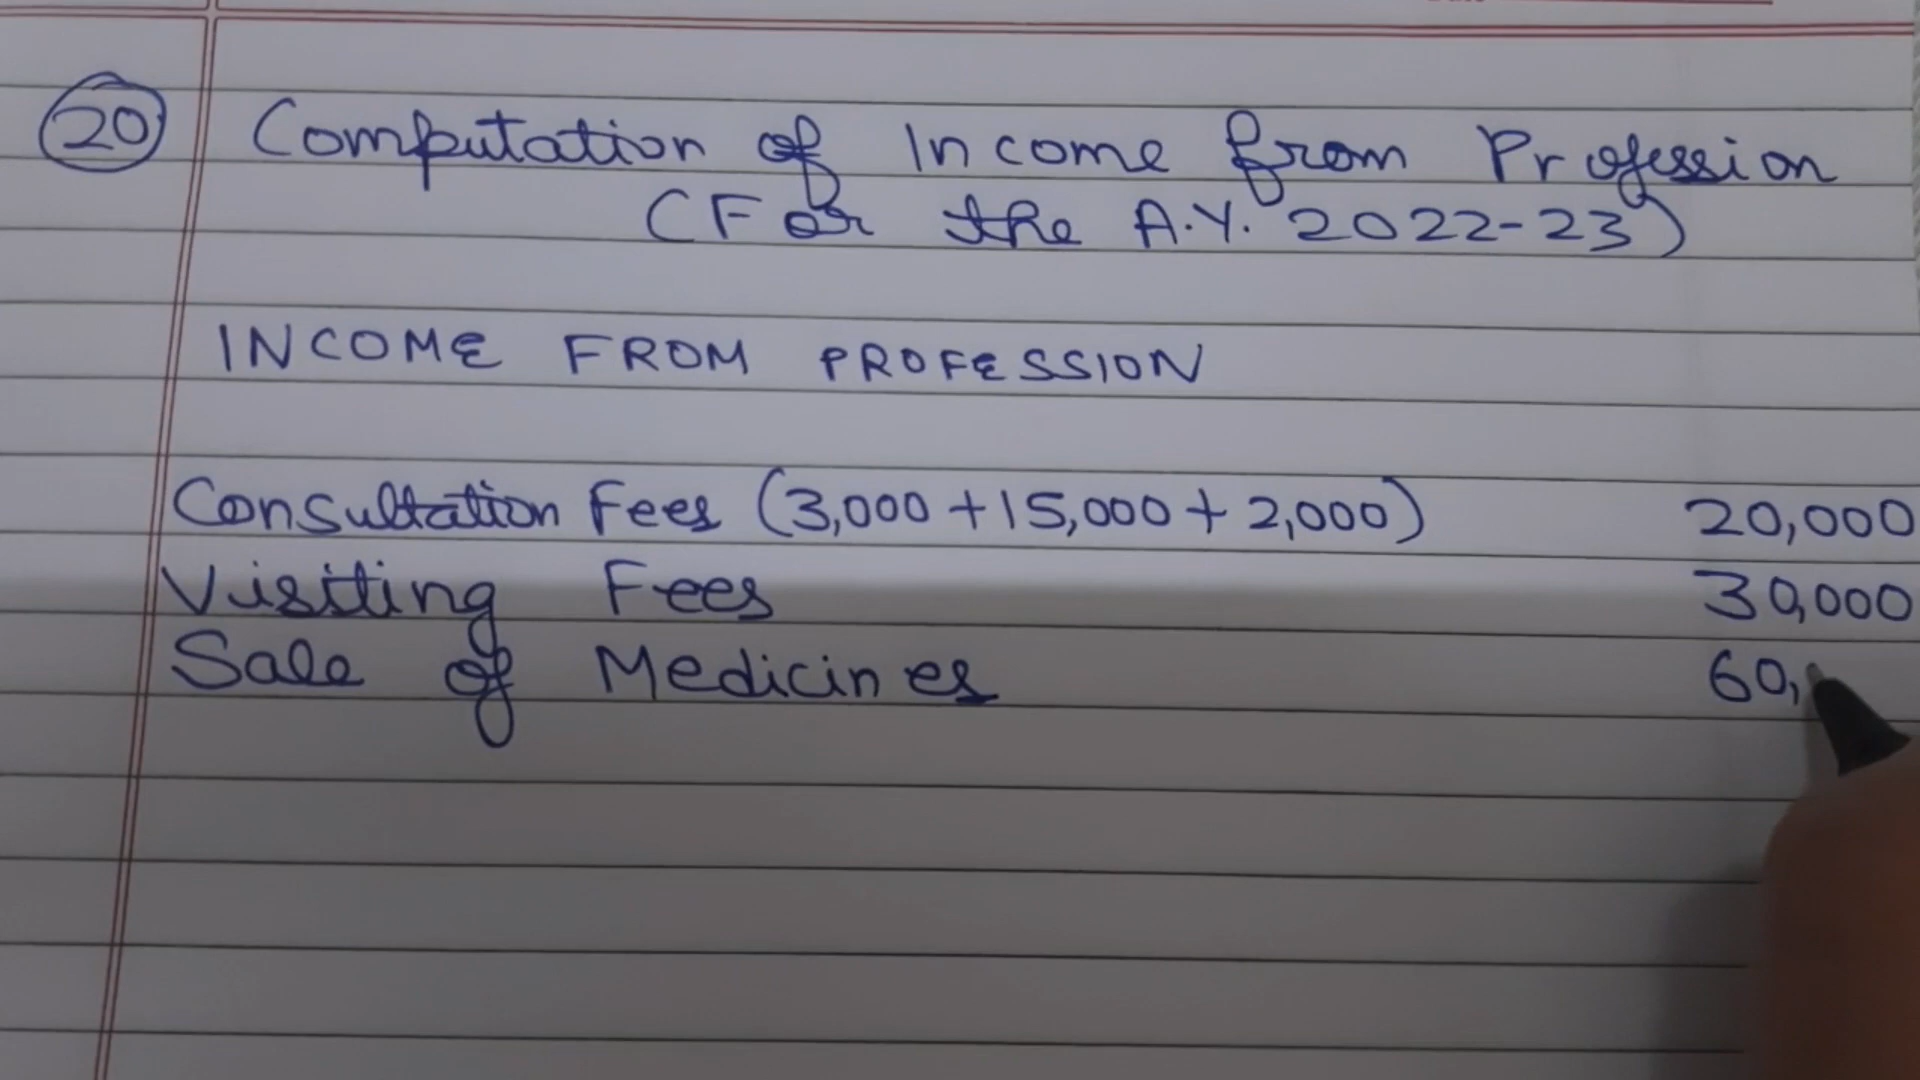 20 Computation of Income from Profession
(For the A.Y. 2022-23)
INCOME FROM PROFESSION
Consultation Fees (3,000 + 15,000 + 2,000) 20,000
Visiting Fees 30,000
Sale of Medicines 60,